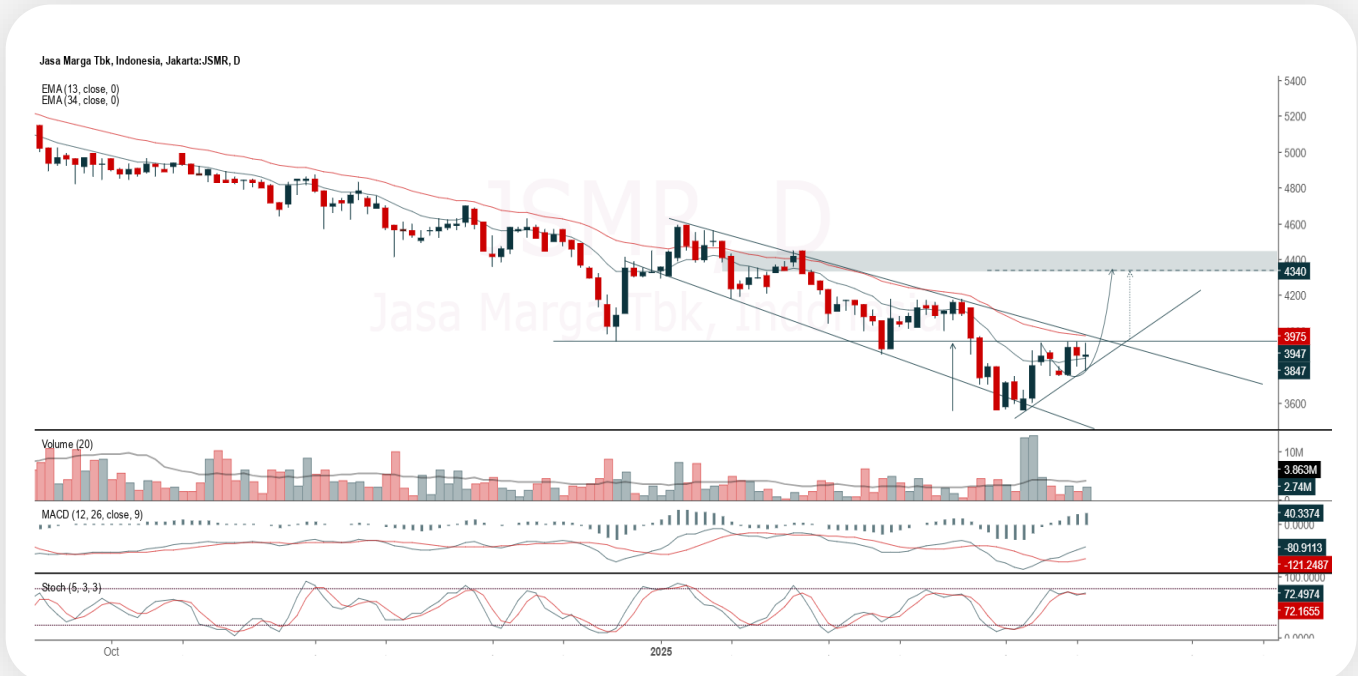 Jasa Marga Tbk, Indonesia, Jakarta:JSMR, D
EMA (13, close, 0)
EMA (34, close, 0)
JSMR, D
Jasa Marga Tbk, Indonesia
5400
5200
5000
4800
4600
4400
4340
4200
3975
3947
3847
3600
Volume (20)
10M
3.863M
2.74M
MACD (12, 26, close, 9)
40.3374
0.0000
-80.9113
-121.2487
Stoch (5, 3, 3)
100.0000
72.4974
72.1655
0.0000
Oct
2025